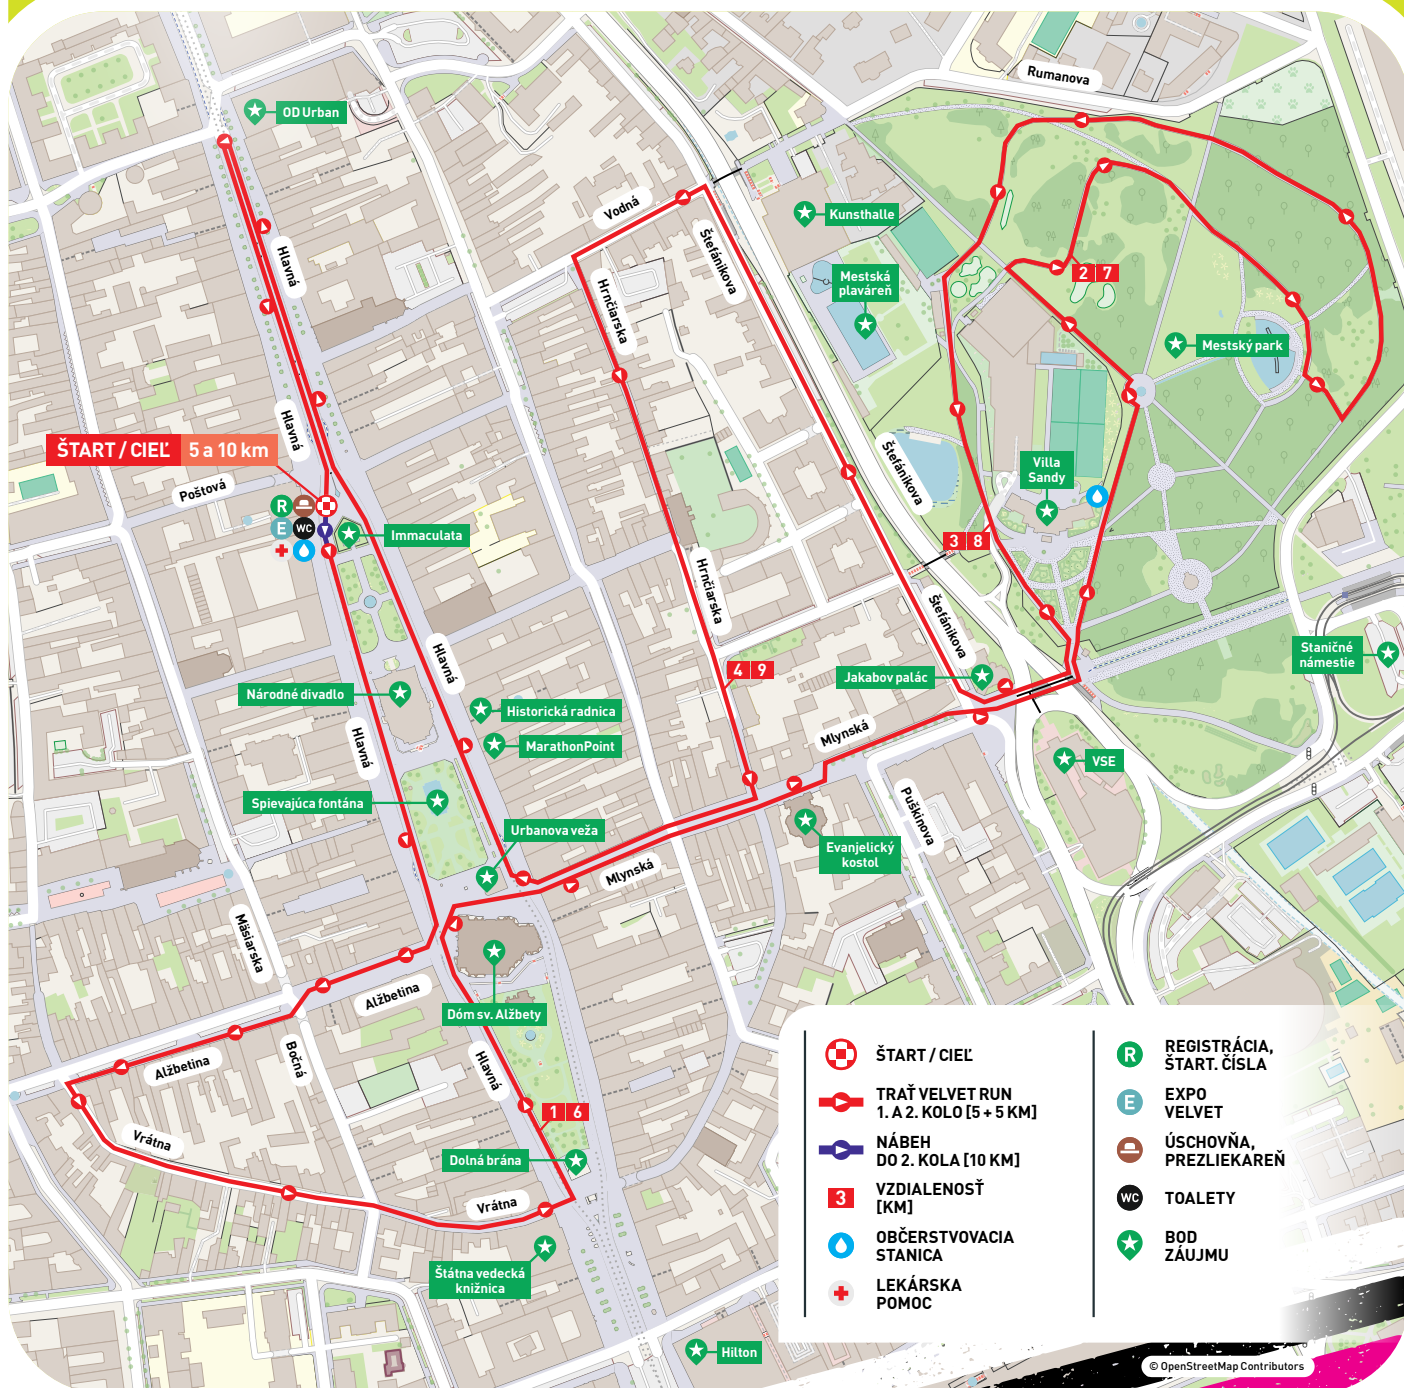 Rumanova
OD Urban
Vodná
Kunsthalle
Štefánikova
Hlavná
Mestská
plaváreň
2 7
Hrnčiarska
Mestský park
Hlavná
ŠTART / CIEĽ 5 a 10 km
Poštová
Štefánikova
Villa
Sandy
R
E
WC
Immaculata
3 8
Hrnčiarska
Štefánikova
Hlavná
Staničné
námestie
4 9
Jakabov palác
Národné divadlo
Historická radnica
Mlynská
Hlavná
MarathonPoint
VSE
Spievajúca fontána
Puškinova
Urbanova veža
Evanjelický
kostol
Mlynská
Mäsiarska
Alžbetina
Dóm sv. Alžbety
Bočná
Alžbetina
Hlavná
1 6
Vrátna
Dolná brána
Vrátna
Štátna vedecká
knižnica
Hilton
ŠTART / CIEĽ
TRAŤ VELVET RUN
1. A 2. KOLO [5 + 5 KM]
NÁBEH
DO 2. KOLA [10 KM]
3
VZDIALENOSŤ
[KM]
OBČERSTVOVACIA
STANICA
LEKÁRSKA
POMOC
R
REGISTRÁCIA,
ŠTART. ČÍSLA
E
EXPO
VELVET
ÚSCHOVŇA,
PREZLIEKAREŇ
WC
TOALETY
BOD
ZÁUJMU
© OpenStreetMap Contributors